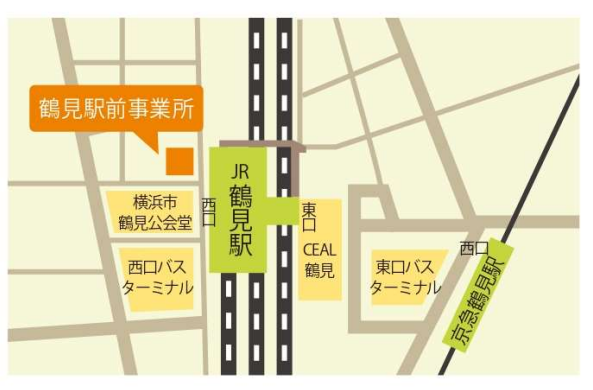 鶴見駅前事業所
JR
鶴見駅
横浜市
鶴見公会堂
西口
東口
CEAL
鶴見
西口バス
ターミナル
東口バス
ターミナル
西口
京急鶴見駅